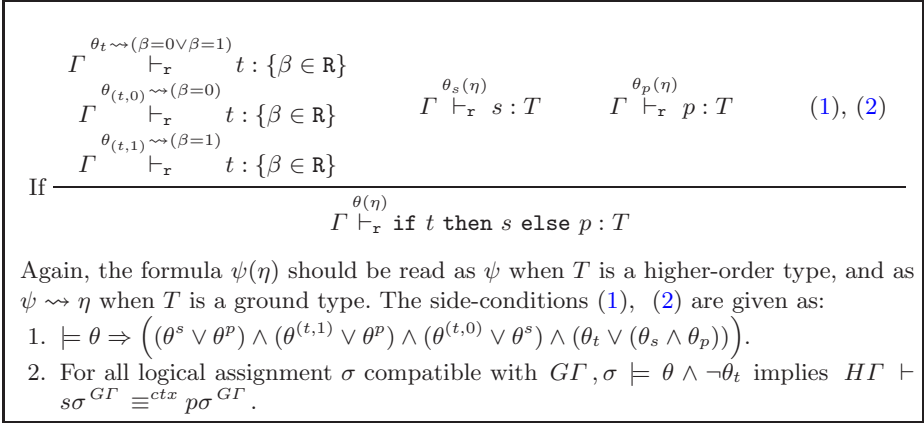 Γ ⊢ᵣ^{θ_t⇝(β=0∨β=1)} t : {β ∈ R}
Γ ⊢ᵣ^{θ_{(t,0)}⇝(β=0)} t : {β ∈ R} Γ ⊢ᵣ^{θ_s(η)} s : T Γ ⊢ᵣ^{θ_p(η)} p : T (1), (2)
Γ ⊢ᵣ^{θ_{(t,1)}⇝(β=1)} t : {β ∈ R}
If
Γ ⊢ᵣ^{θ(η)} if t then s else p : T
Again, the formula ψ(η) should be read as ψ when T is a higher-order type, and as
ψ ⇝ η when T is a ground type. The side-conditions (1), (2) are given as:
1. ⊨ θ ⇒ ((θ^s ∨ θ^p) ∧ (θ^{(t,1)} ∨ θ^p) ∧ (θ^{(t,0)} ∨ θ^s) ∧ (θ_t ∨ (θ_s ∧ θ_p))).
2. For all logical assignment σ compatible with GΓ, σ ⊨ θ ∧ ¬θ_t implies HΓ ⊢
sσ^{GΓ} ≡^{ctx} pσ^{GΓ}.